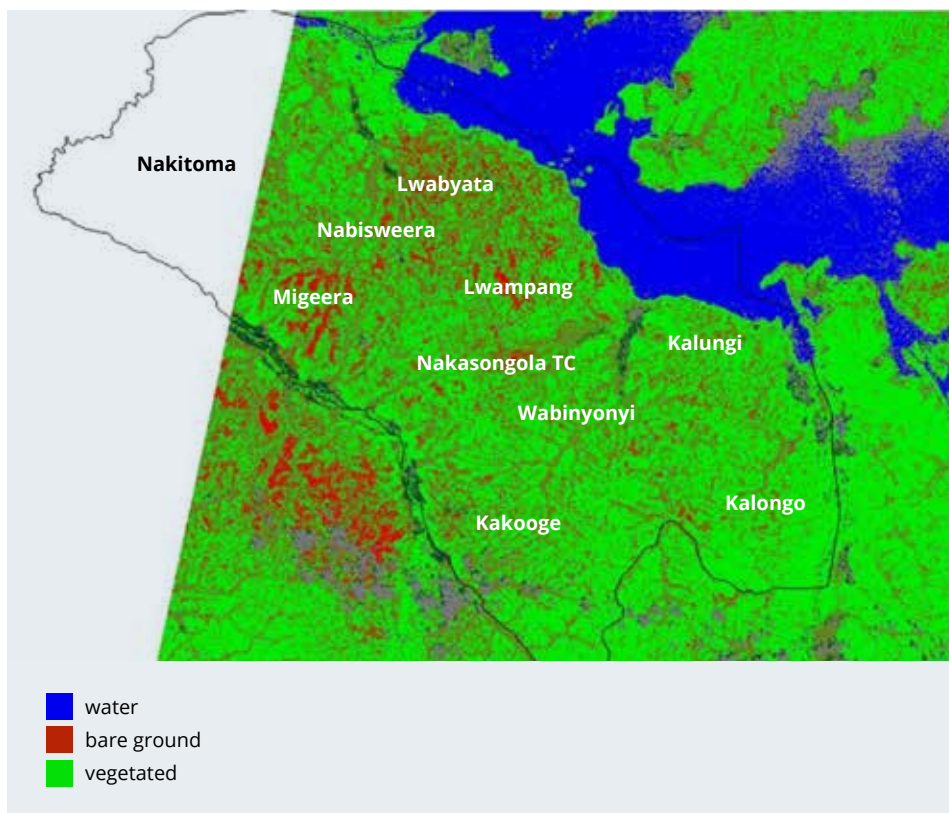 Nakitoma
Lwabyata
Nabisweera
Migeera
Lwampang
Kalungi
Nakasongola TC
Wabinyonyi
Kalongo
Kakooge
water
bare ground
vegetated